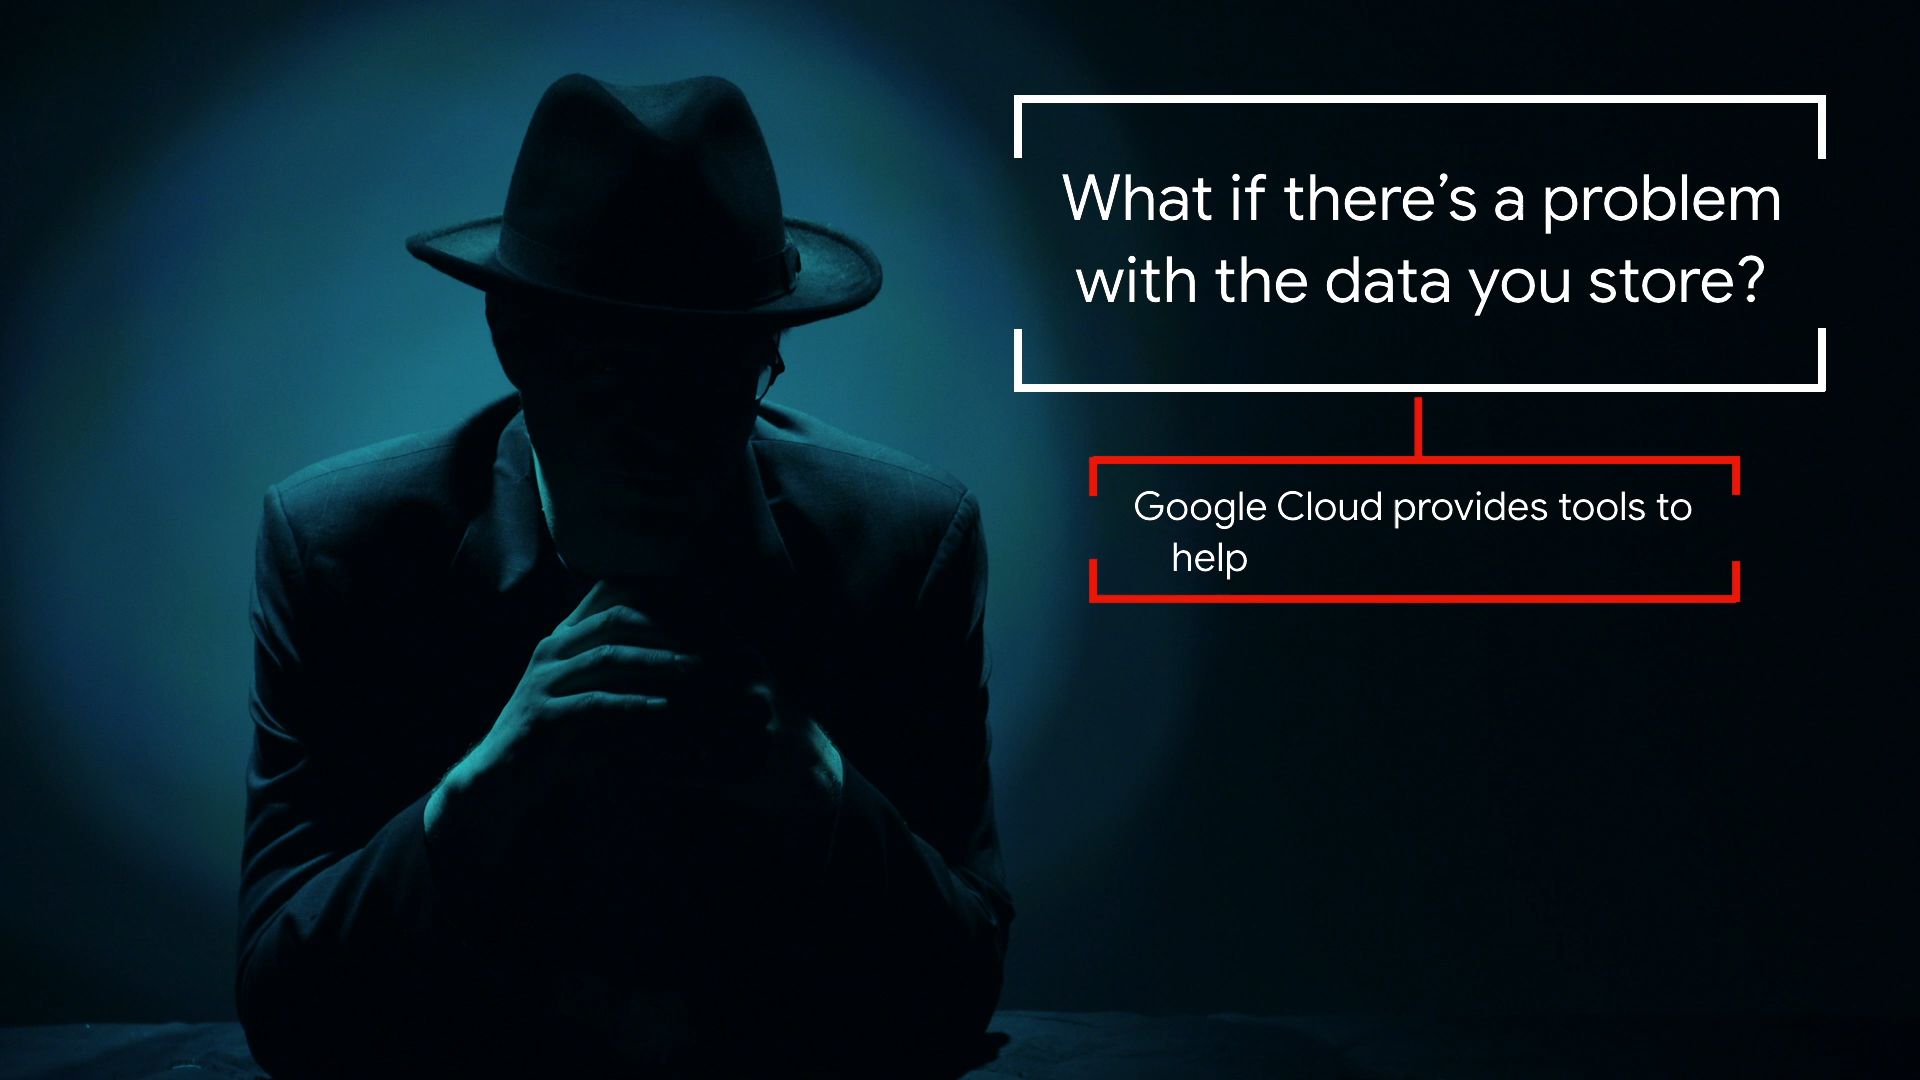 What if there’s a problem
with the data you store?
Google Cloud provides tools to
help